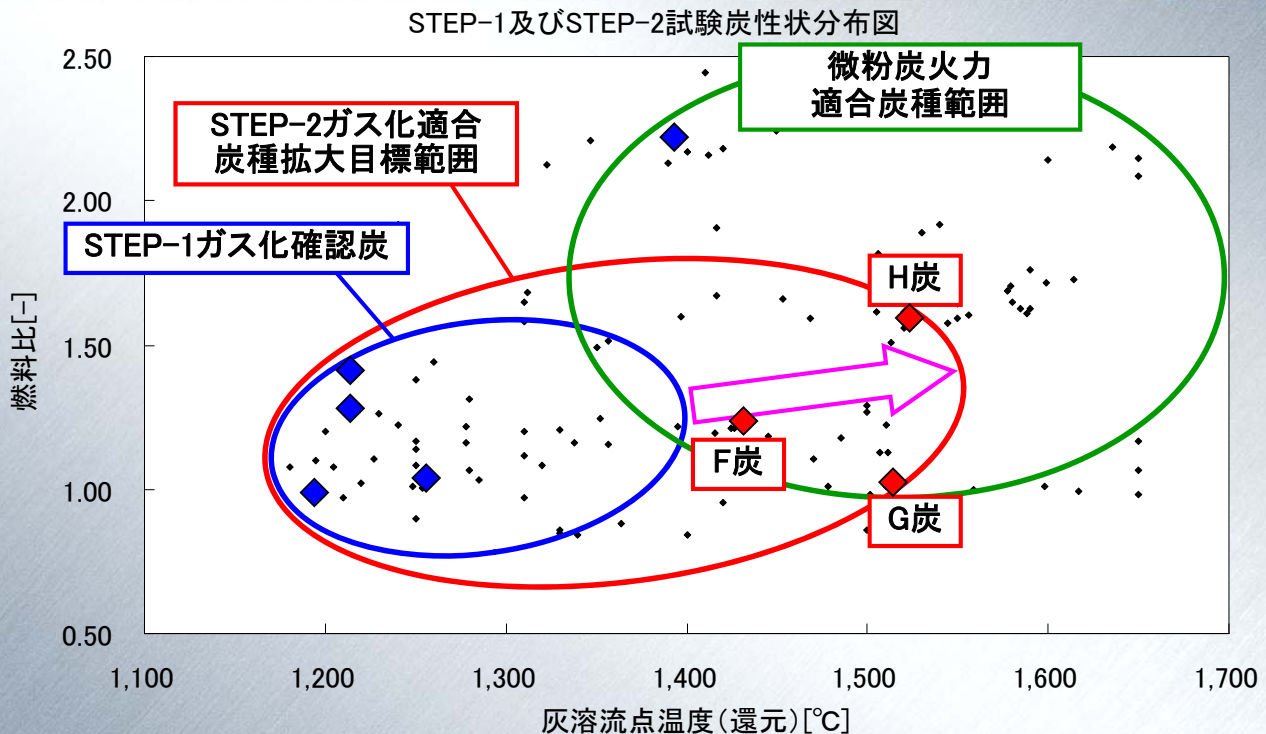 STEP-1及びSTEP-2試験炭性状分布図
2.50
2.00
1.50
1.00
0.50
燃料比[-]
微粉炭火力
適合炭種範囲
STEP-2ガス化適合
炭種拡大目標範囲
STEP-1ガス化確認炭
H炭
F炭
G炭
1,100
1,200
1,300
1,400
1,500
1,600
1,700
灰溶流点温度(還元)[℃]